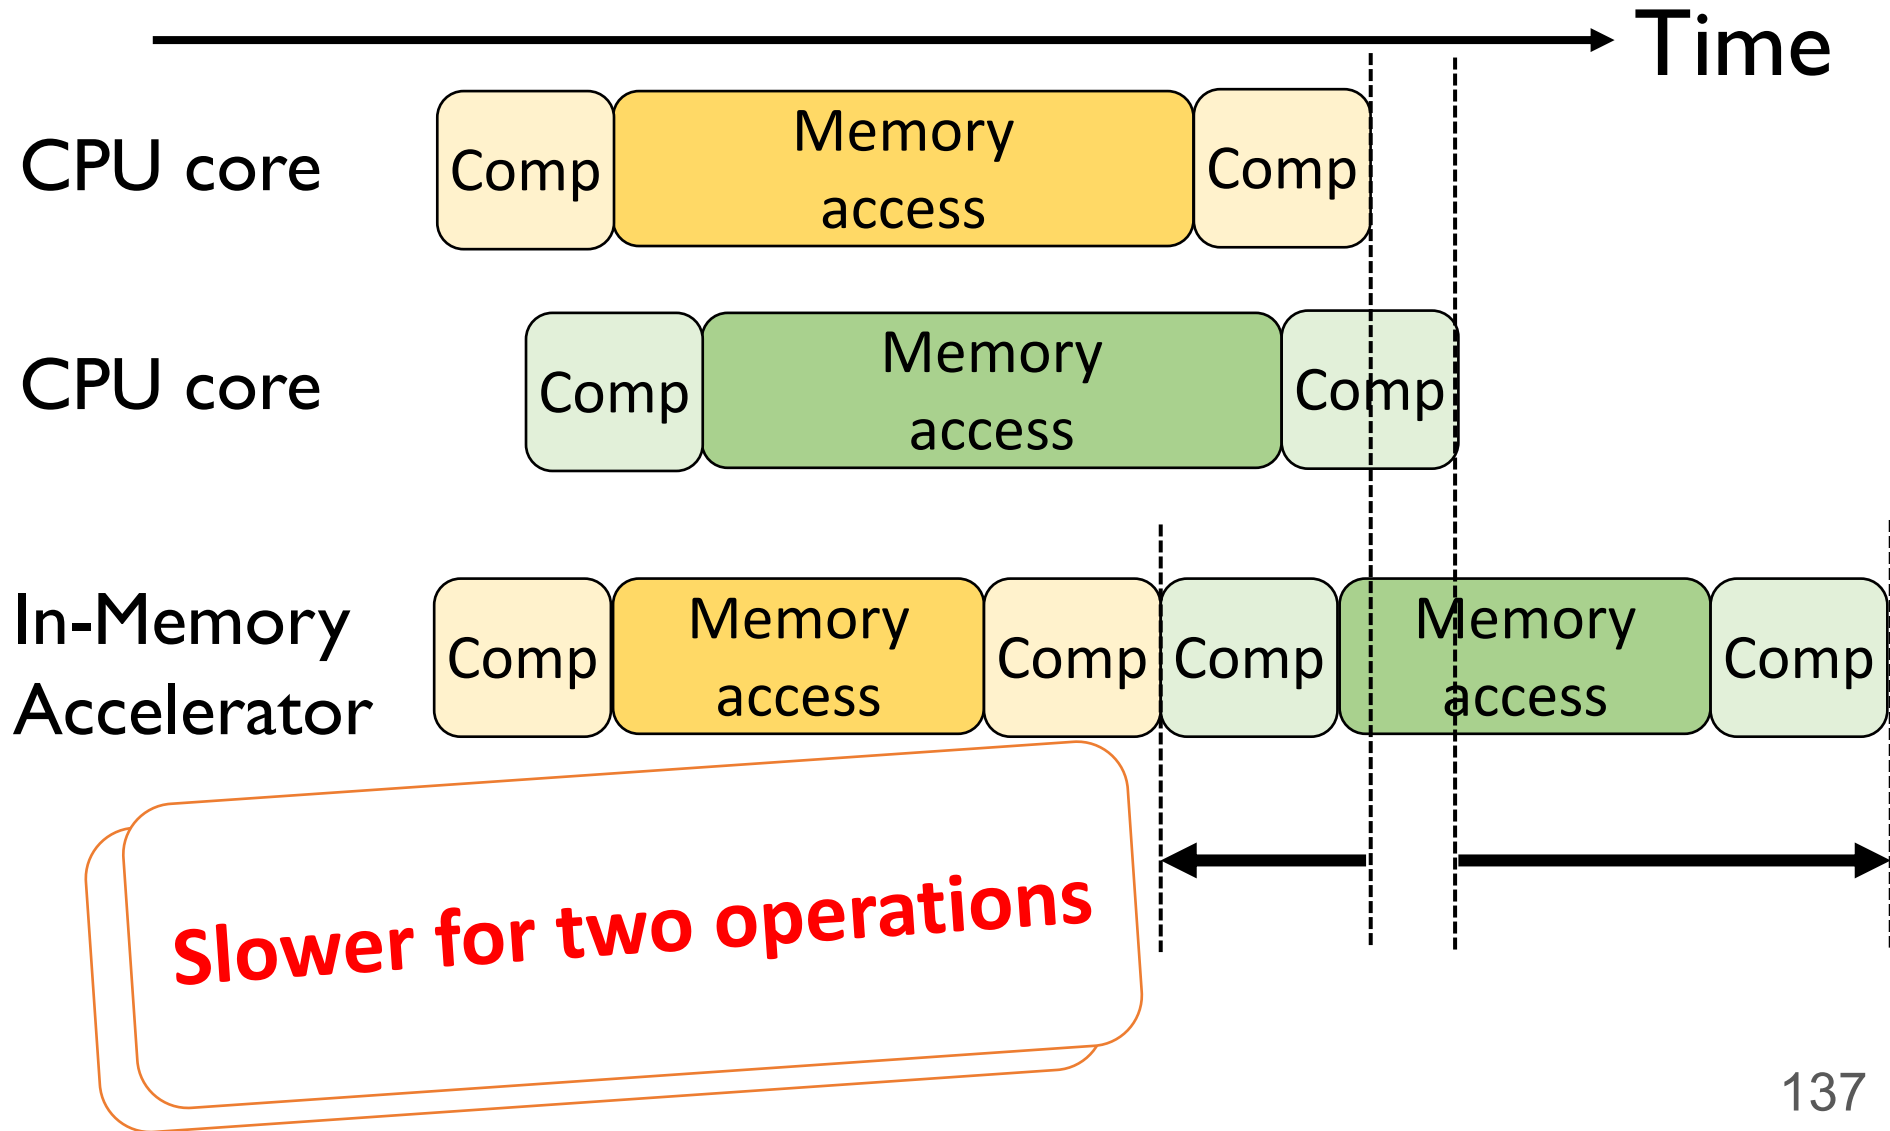 Time
CPU core
Comp
Memory
access
Comp
CPU core
Comp
Memory
access
Comp
In-Memory
Accelerator
Comp
Memory
access
Comp
Comp
Memory
access
Comp
Slower for two operations
137